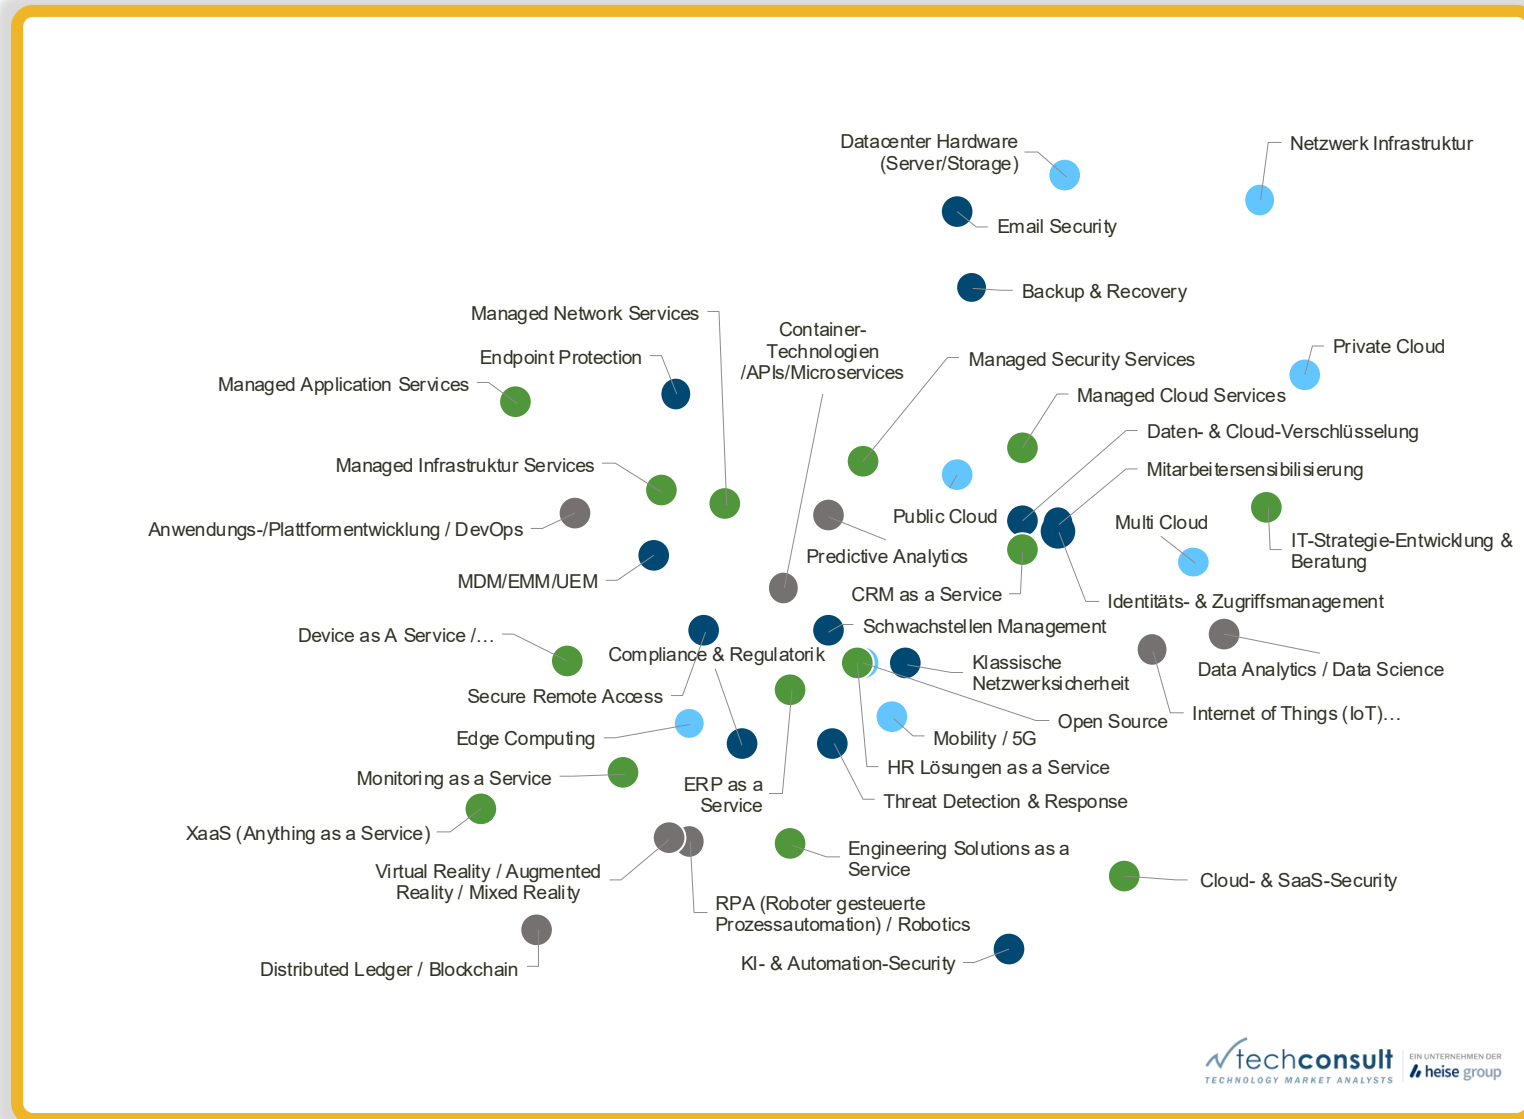 Datacenter Hardware
(Server/Storage)
Netzwerk Infrastruktur
Email Security
Backup & Recovery
Managed Network Services
Container-
Technologien
/APIs/Microservices
Endpoint Protection
Managed Security Services
Private Cloud
Managed Application Services
Managed Cloud Services
Daten- & Cloud-Verschlüsselung
Managed Infrastruktur Services
Mitarbeitersensibilisierung
Anwendungs-/Plattformentwicklung / DevOps
Public Cloud
Multi Cloud
IT-Strategie-Entwicklung &
Beratung
Predictive Analytics
MDM/EMM/UEM
CRM as a Service
Identitäts- & Zugriffsmanagement
Device as A Service /...
Schwachstellen Management
Compliance & Regulatorik
Klassische
Netzwerksicherheit
Data Analytics / Data Science
Secure Remote Access
Open Source
Internet of Things (IoT)...
Edge Computing
Mobility / 5G
HR Lösungen as a Service
Monitoring as a Service
ERP as a
Service
Threat Detection & Response
XaaS (Anything as a Service)
Engineering Solutions as a
Service
Virtual Reality / Augmented
Reality / Mixed Reality
Cloud- & SaaS-Security
RPA (Roboter gesteuerte
Prozessautomation) / Robotics
Distributed Ledger / Blockchain
KI- & Automation-Security
techconsult
TECHNOLOGY MARKET ANALYSTS
EIN UNTERNEHMEN DER
heise group